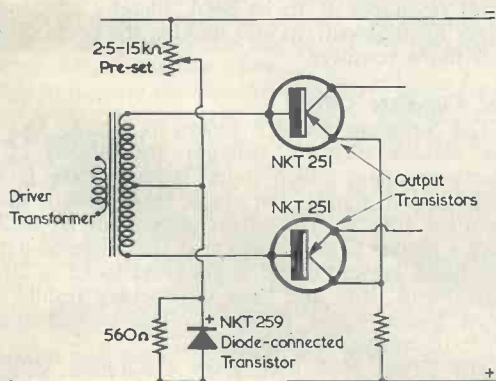 −
2·5–15kΩ
Pre-set
NKT 251
Driver
Transformer
NKT 251
Output
Transistors
560Ω
+ NKT 259
Diode-connected
Transistor
+